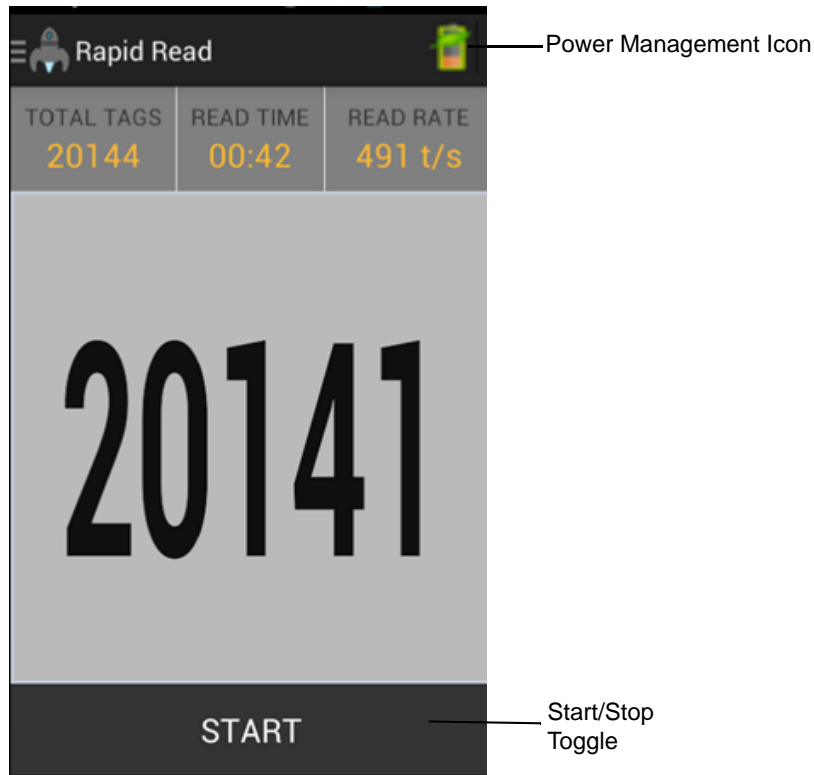 Rapid Read
Power Management Icon
TOTAL TAGS READ TIME READ RATE
20144 00:42 491 t/s
20141
START
Start/Stop
Toggle